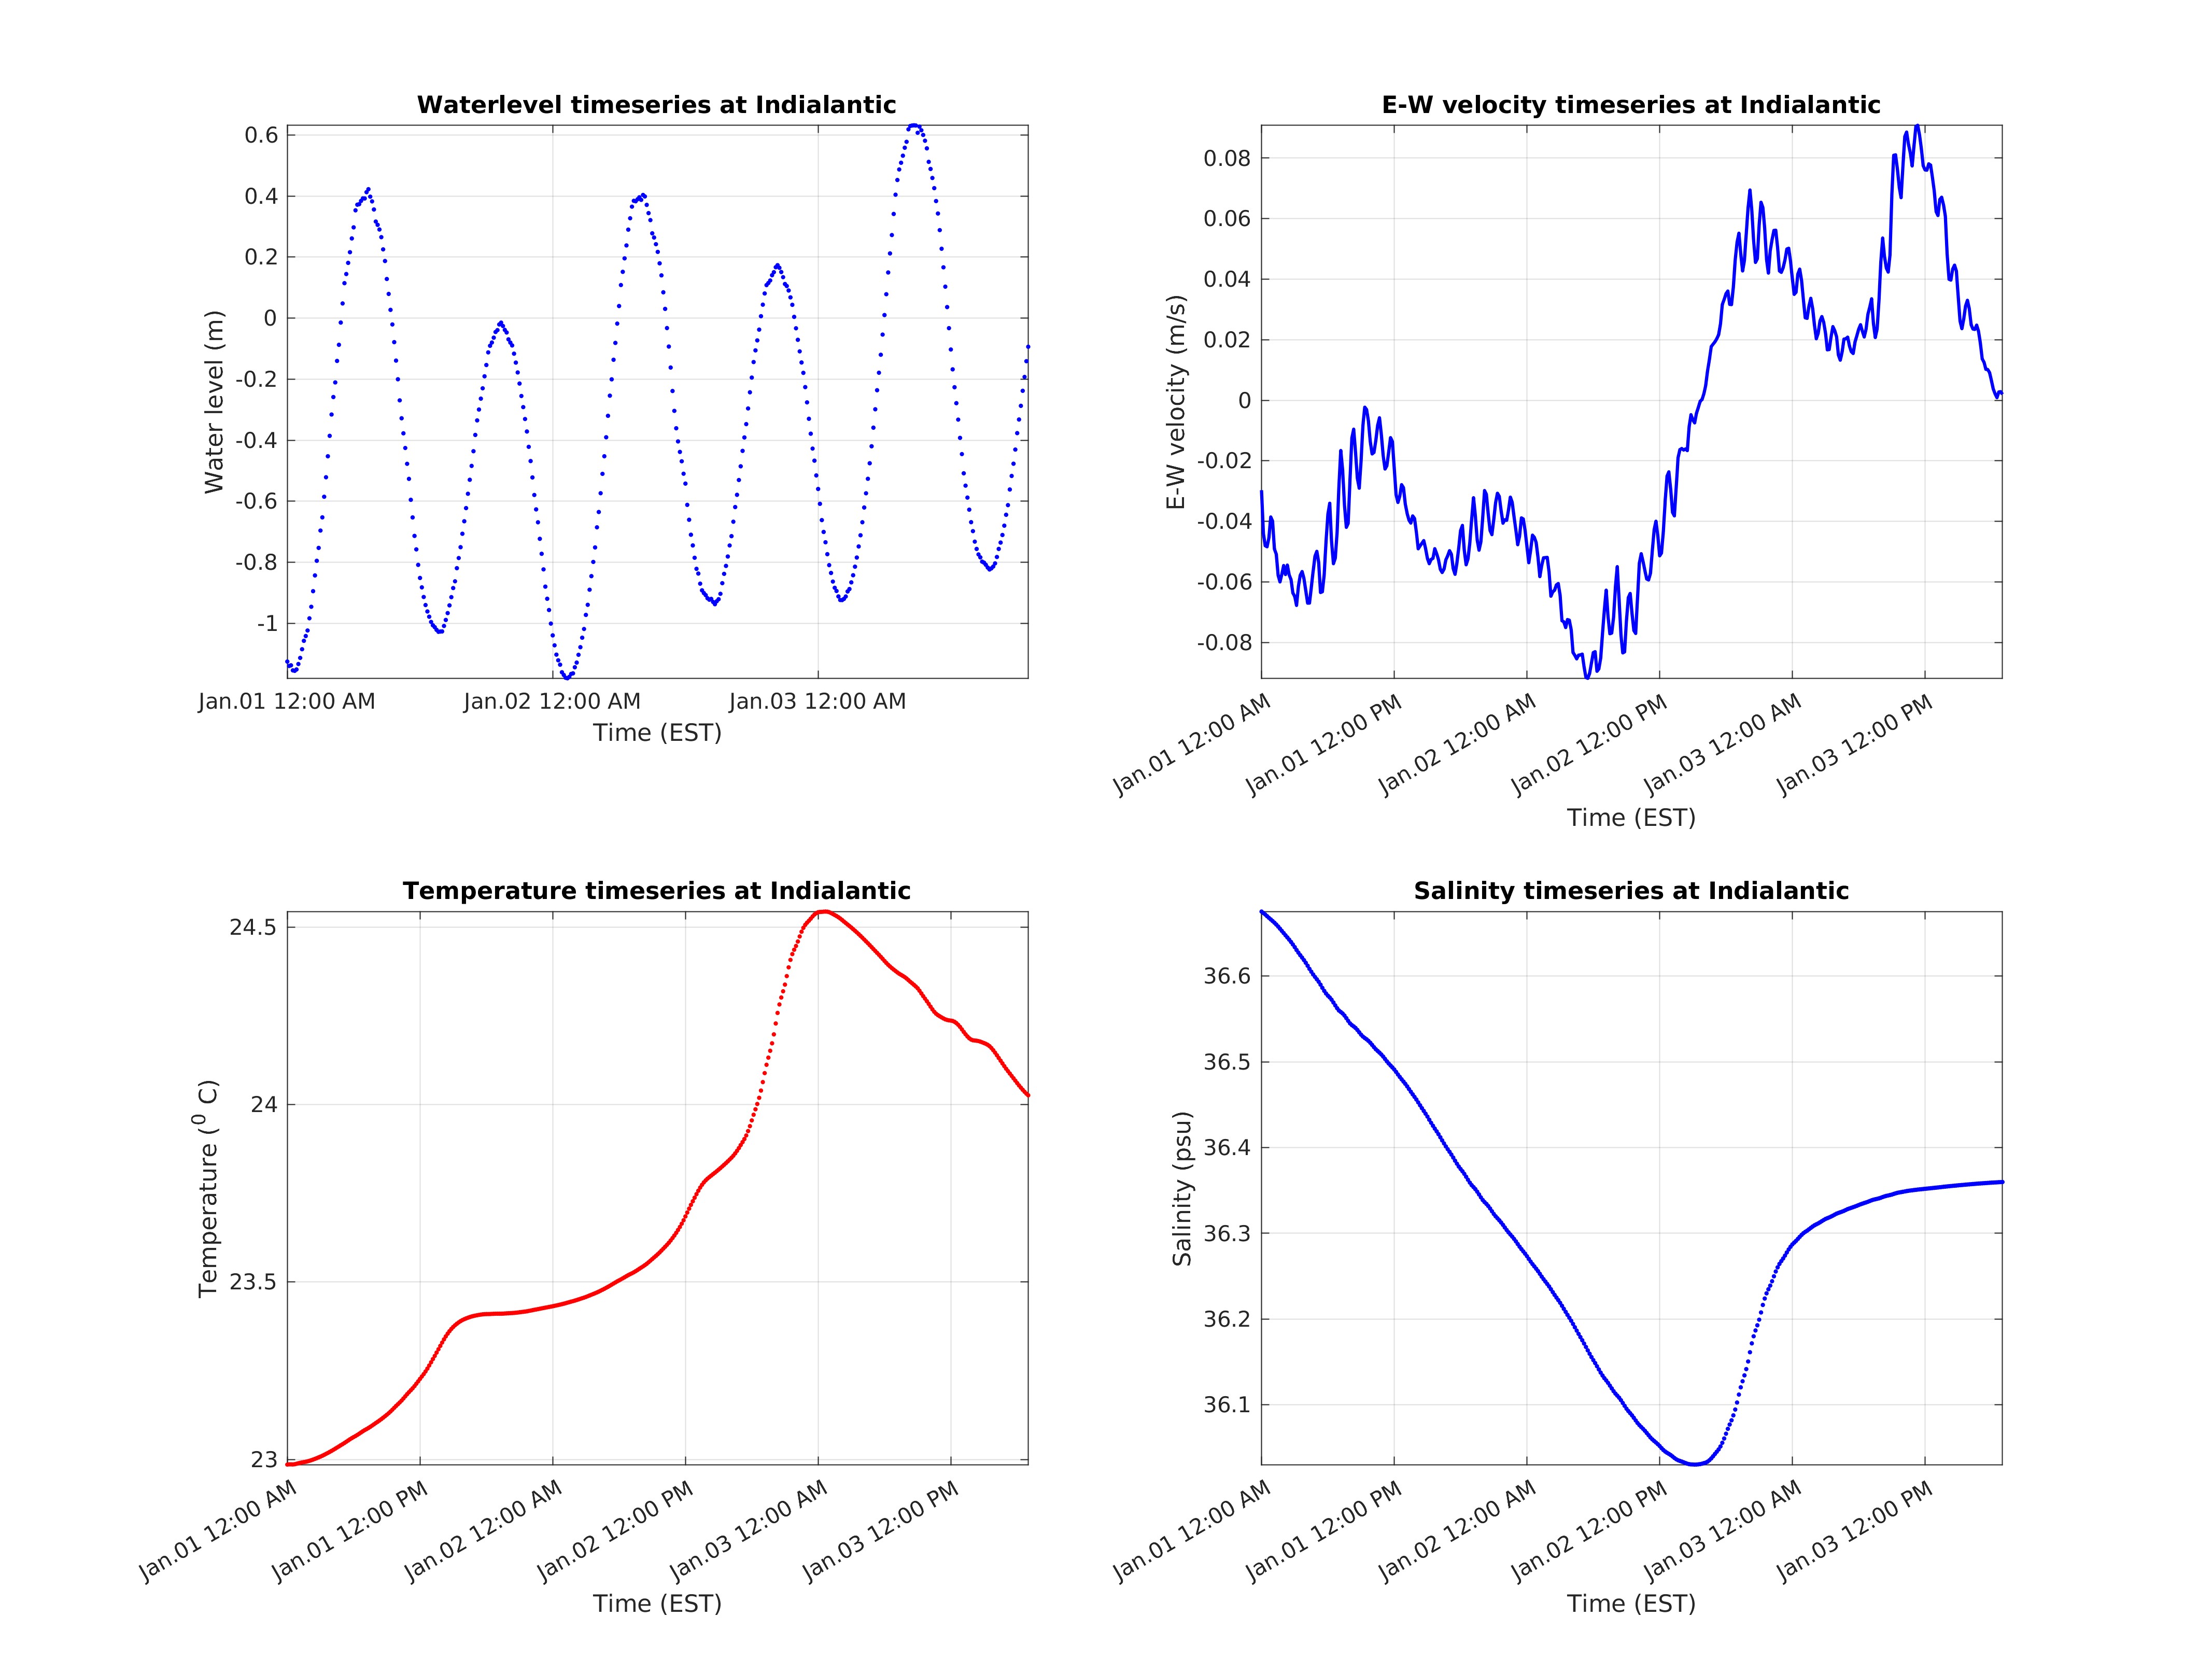 Waterlevel timeseries at Indialantic
0.6
0.4
0.2
0
-0.2
-0.4
-0.6
-0.8
-1
Water level (m)
Jan.01 12:00 AM
Jan.02 12:00 AM
Jan.03 12:00 AM
Time (EST)
E-W velocity timeseries at Indialantic
0.08
0.06
0.04
0.02
0
-0.02
-0.04
-0.06
-0.08
E-W velocity (m/s)
Jan.01 12:00 AM
Jan.01 12:00 PM
Jan.02 12:00 AM
Jan.02 12:00 PM
Jan.03 12:00 AM
Jan.03 12:00 PM
Time (EST)
Temperature timeseries at Indialantic
24.5
24
23.5
23
Temperature (⁰ C)
Jan.01 12:00 AM
Jan.01 12:00 PM
Jan.02 12:00 AM
Jan.02 12:00 PM
Jan.03 12:00 AM
Jan.03 12:00 PM
Time (EST)
Salinity timeseries at Indialantic
36.6
36.5
36.4
36.3
36.2
36.1
Salinity (psu)
Jan.01 12:00 AM
Jan.01 12:00 PM
Jan.02 12:00 AM
Jan.02 12:00 PM
Jan.03 12:00 AM
Jan.03 12:00 PM
Time (EST)